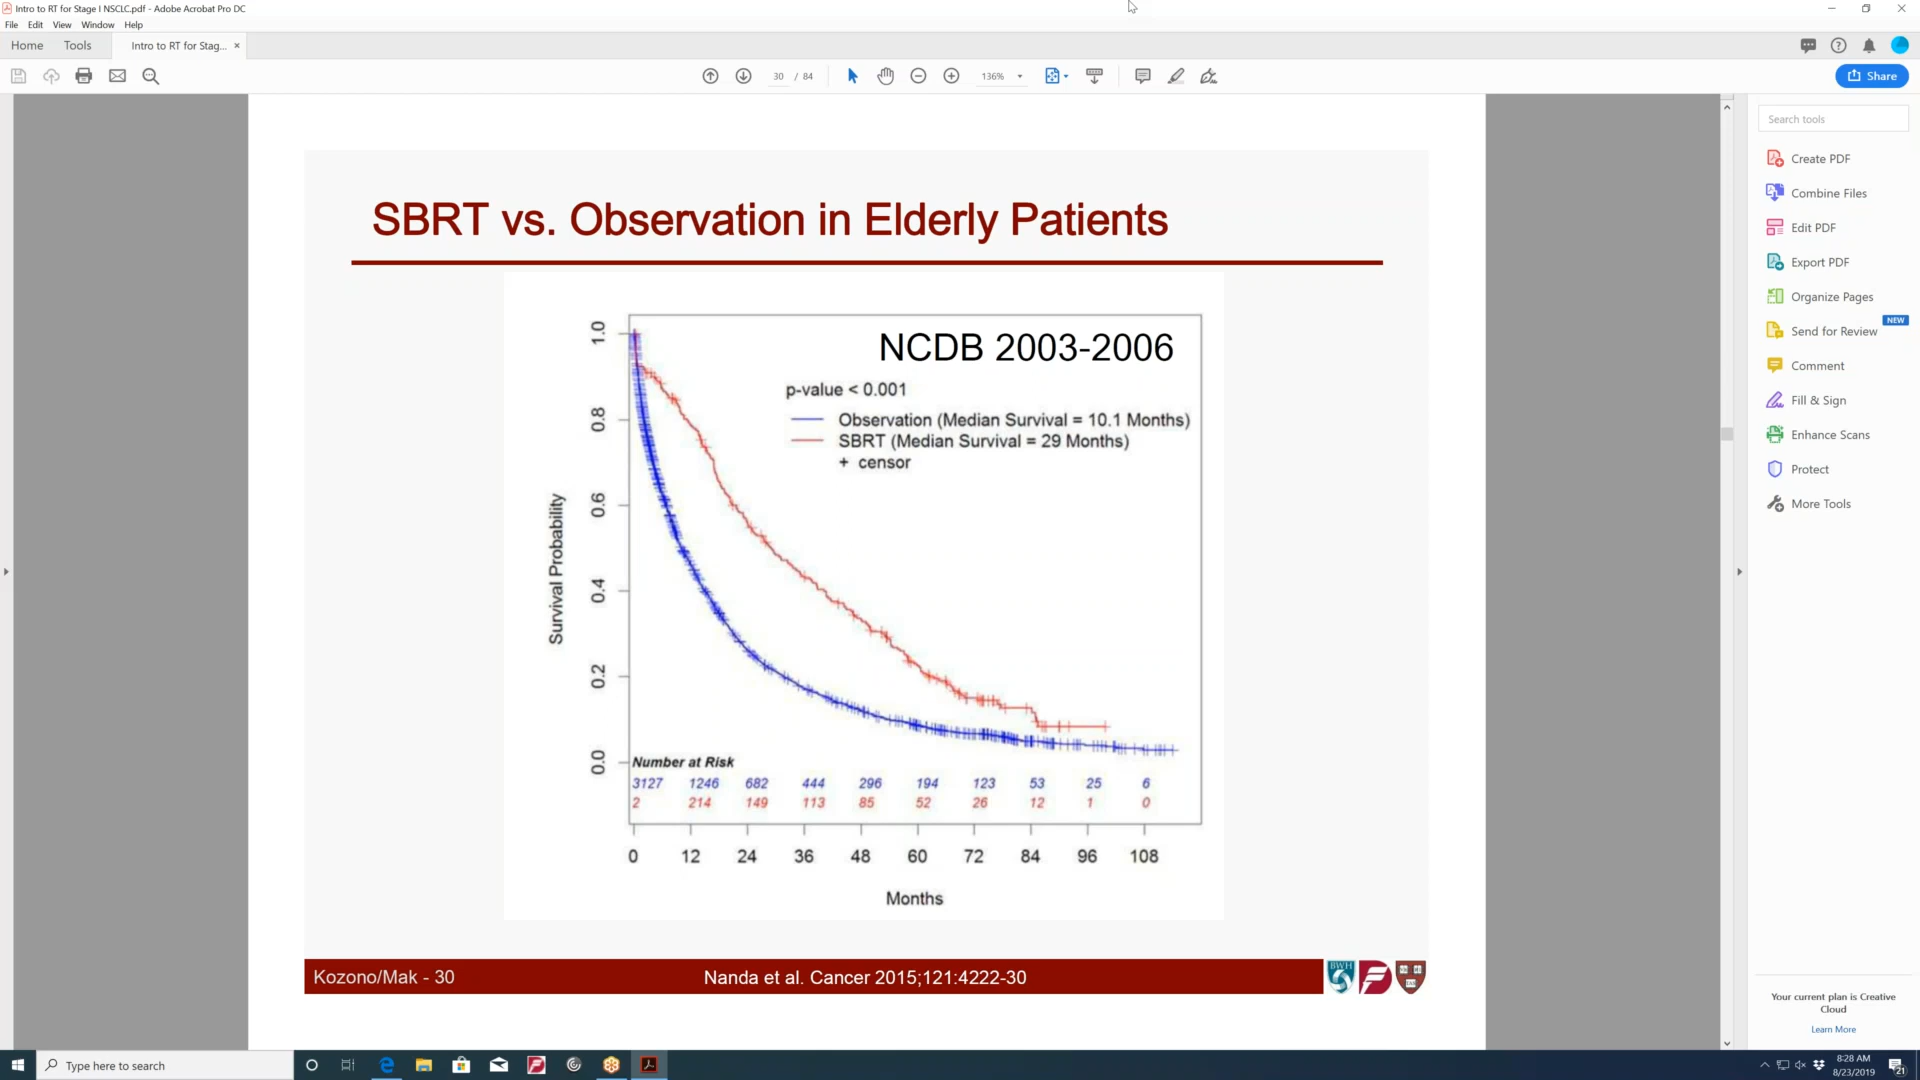 Intro to RT for Stage I NSCLC.pdf - Adobe Acrobat Pro DC
File Edit View Window Help
Home Tools Intro to RT for Stag... ×
30 / 84 136%
Share
Search tools
Create PDF
Combine Files
Edit PDF
Export PDF
Organize Pages
Send for Review NEW
Comment
Fill & Sign
Enhance Scans
Protect
More Tools
Your current plan is Creative
Cloud
Learn More
SBRT vs. Observation in Elderly Patients
NCDB 2003-2006
p-value < 0.001
Observation (Median Survival = 10.1 Months)
SBRT (Median Survival = 29 Months)
+ censor
Survival Probability
1.0
0.8
0.6
0.4
0.2
0.0
Number at Risk
3127 1246 682 444 296 194 123 53 25 6
2 214 149 113 85 52 26 12 1 0
0 12 24 36 48 60 72 84 96 108
Months
Kozono/Mak - 30 Nanda et al. Cancer 2015;121:4222-30
BWH
Type here to search
8:28 AM
8/23/2019
21